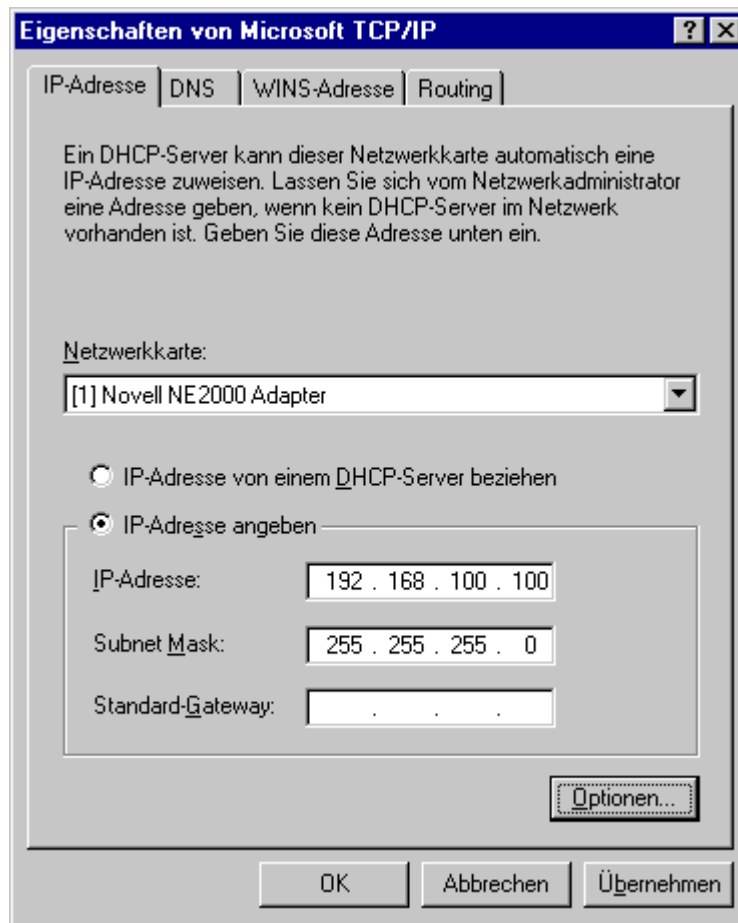 Eigenschaften von Microsoft TCP/IP
IP-Adresse DNS WINS-Adresse Routing
Ein DHCP-Server kann dieser Netzwerkkarte automatisch eine
IP-Adresse zuweisen. Lassen Sie sich vom Netzwerkadministrator
eine Adresse geben, wenn kein DHCP-Server im Netzwerk
vorhanden ist. Geben Sie diese Adresse unten ein.
Netzwerkkarte:
[1] Novell NE2000 Adapter
IP-Adresse von einem DHCP-Server beziehen
IP-Adresse angeben
IP-Adresse: 192 . 168 . 100 . 100
Subnet Mask: 255 . 255 . 255 . 0
Standard-Gateway: . . .
Optionen...
OK Abbrechen Übernehmen